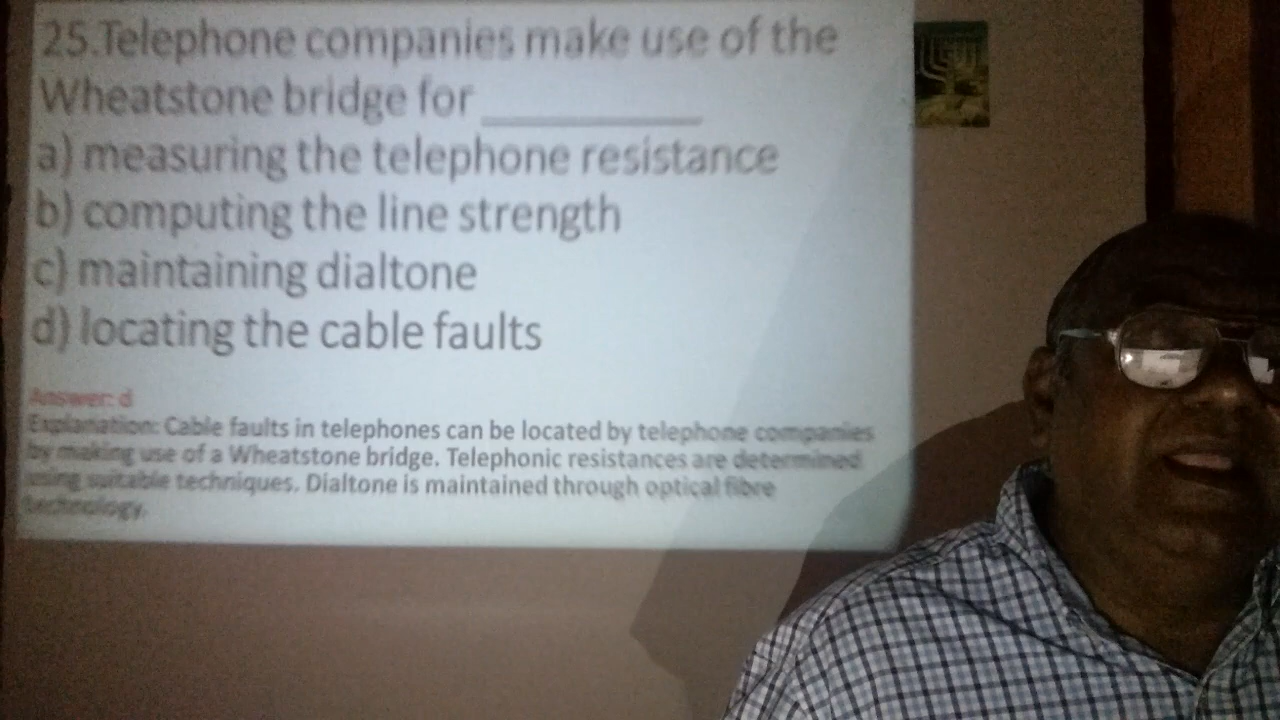 25.Telephone companies make use of the
Wheatstone bridge for ____________
a) measuring the telephone resistance
b) computing the line strength
c) maintaining dialtone
d) locating the cable faults
Answer: d
Explanation: Cable faults in telephones can be located by telephone companies
by making use of a Wheatstone bridge. Telephonic resistances are determined
using suitable techniques. Dialtone is maintained through optical fibre
technology.